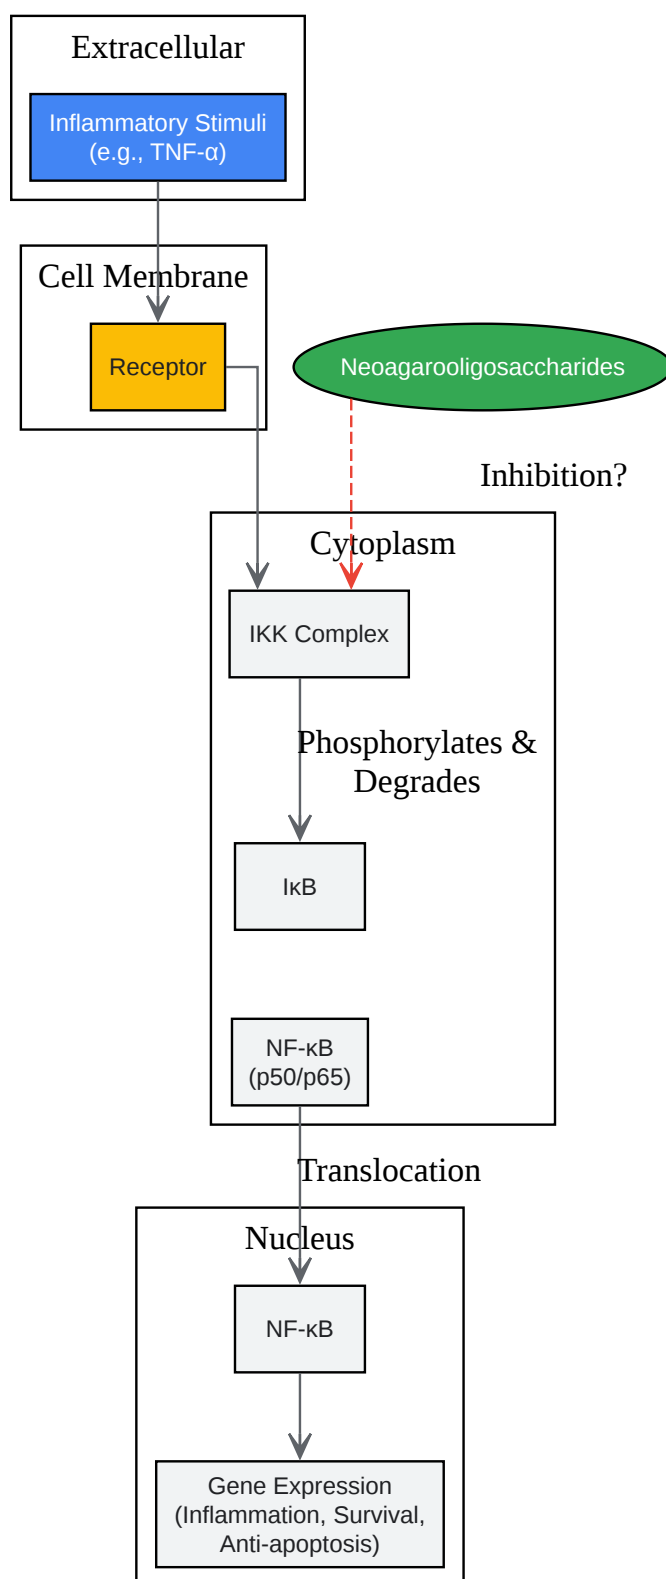 Extracellular
Inflammatory Stimuli
(e.g., TNF-α)
Cell Membrane
Receptor
Neoagarooligosaccharides
Inhibition?
Cytoplasm
IKK Complex
Phosphorylates &
Degrades
IκB
NF-κB
(p50/p65)
Translocation
Nucleus
NF-κB
Gene Expression
(Inflammation, Survival,
Anti-apoptosis)